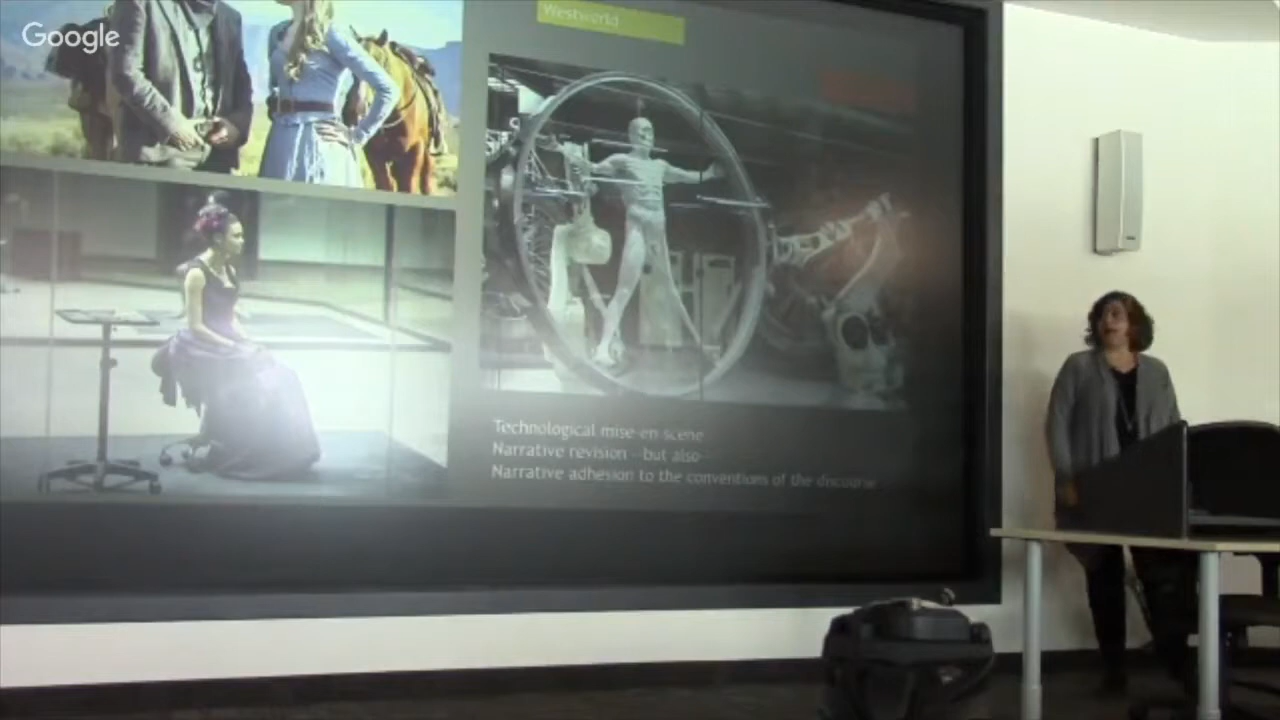 Google
Westworld
Technological mise en scene
Narrative revision - but also
Narrative adhesion to the conventions of the discourse